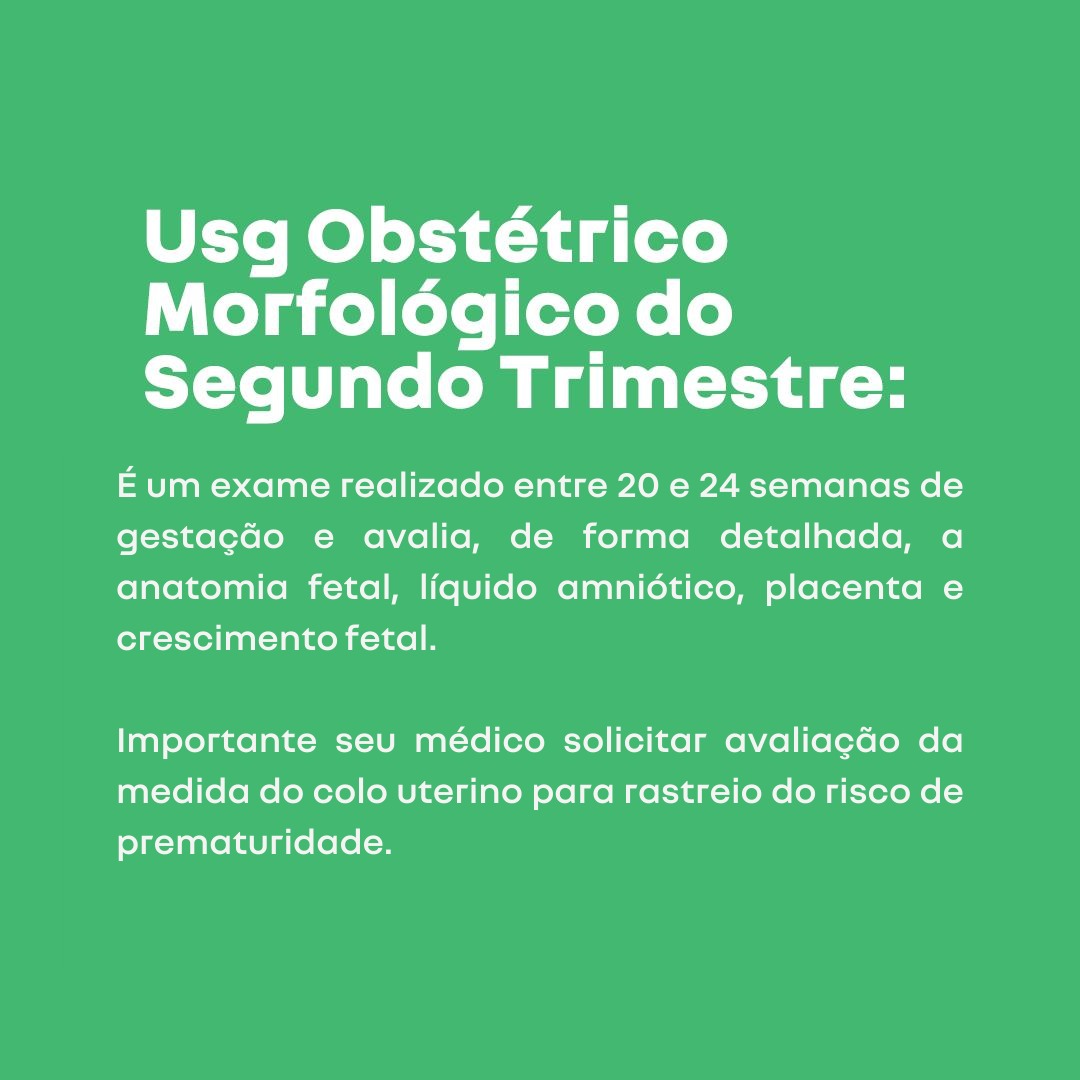 Usg Obstétrico
Morfológico do
Segundo Trimestre:
É um exame realizado entre 20 e 24 semanas de
gestação e avalia, de forma detalhada, a
anatomia fetal, líquido amniótico, placenta e
crescimento fetal.
Importante seu médico solicitar avaliação da
medida do colo uterino para rastreio do risco de
prematuridade.